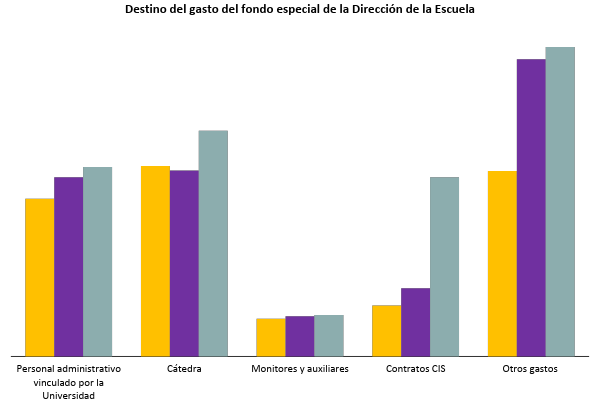 Destino del gasto del fondo especial de la Dirección de la Escuela
Personal administrativo
vinculado por la
Universidad
Cátedra
Monitores y auxiliares
Contratos CIS
Otros gastos